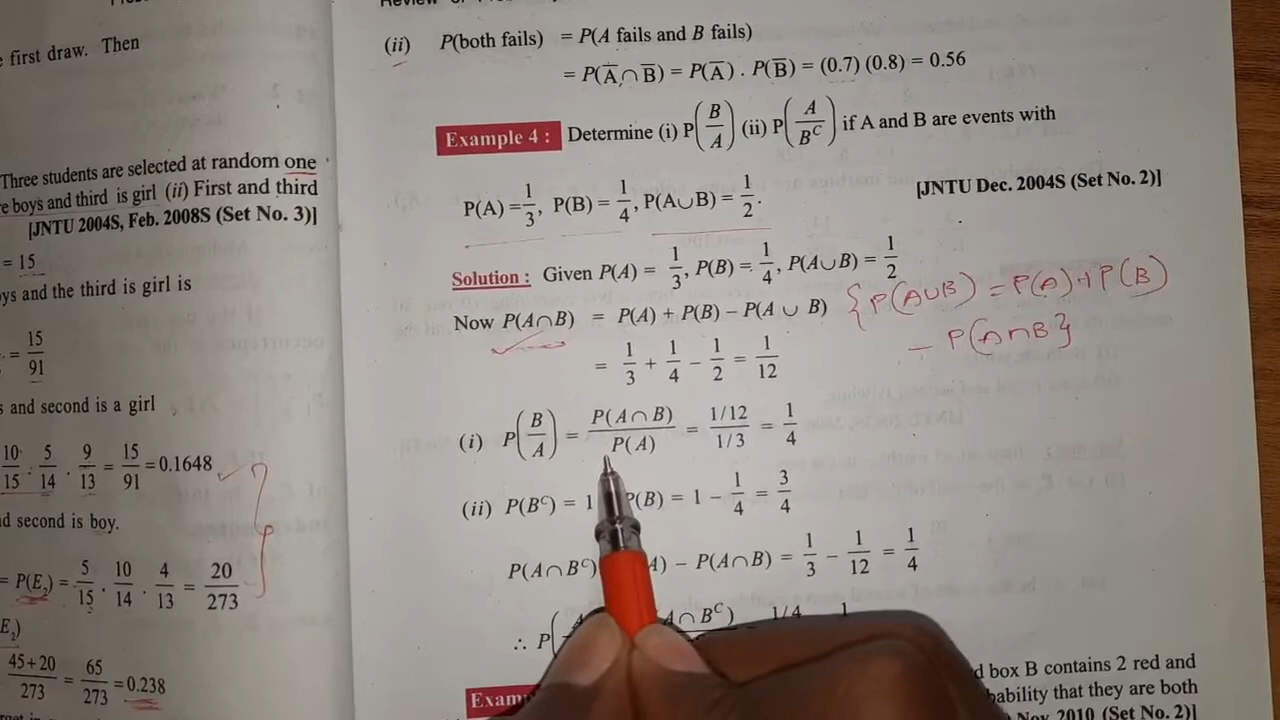 first draw. Then
Three students are selected at random one
boys and third is girl (ii) First and third
[JNTU 2004S, Feb. 2008S (Set No. 3)]
= 15
and the third is girl is
= 15/91
and second is a girl
10/15 . 5/14 . 9/13 = 15/91 = 0.1648
second is boy.
= P(E₂) = 5/15 . 10/14 . 4/13 = 20/273
E₂)
45+20/273 = 65/273 = 0.238
(ii) P(both fails) = P(A fails and B fails)
= P(A̅∩B̅) = P(A̅) . P(B̅) = (0.7) (0.8) = 0.56
Example 4 : Determine (i) P(B/A) (ii) P(A/Bᶜ) if A and B are events with
P(A) = 1/3, P(B) = 1/4, P(A∪B) = 1/2.
[JNTU Dec. 2004S (Set No. 2)]
Solution : Given P(A) = 1/3, P(B) = 1/4, P(A∪B) = 1/2
Now P(A∩B) = P(A) + P(B) − P(A ∪ B)
{P(A∪B) = P(A)+P(B)
− P(A∩B}
= 1/3 + 1/4 − 1/2 = 1/12
(i) P(B/A) = P(A∩B)/P(A) = 1/12/1/3 = 1/4
(ii) P(Bᶜ) = 1 P(B) = 1 − 1/4 = 3/4
P(A∩Bᶜ) A) − P(A∩B) = 1/3 − 1/12 = 1/4
∴ P( A∩Bᶜ) 1/4
box B contains 2 red and
that they are both
Nov 2010 (Set No. 2)]